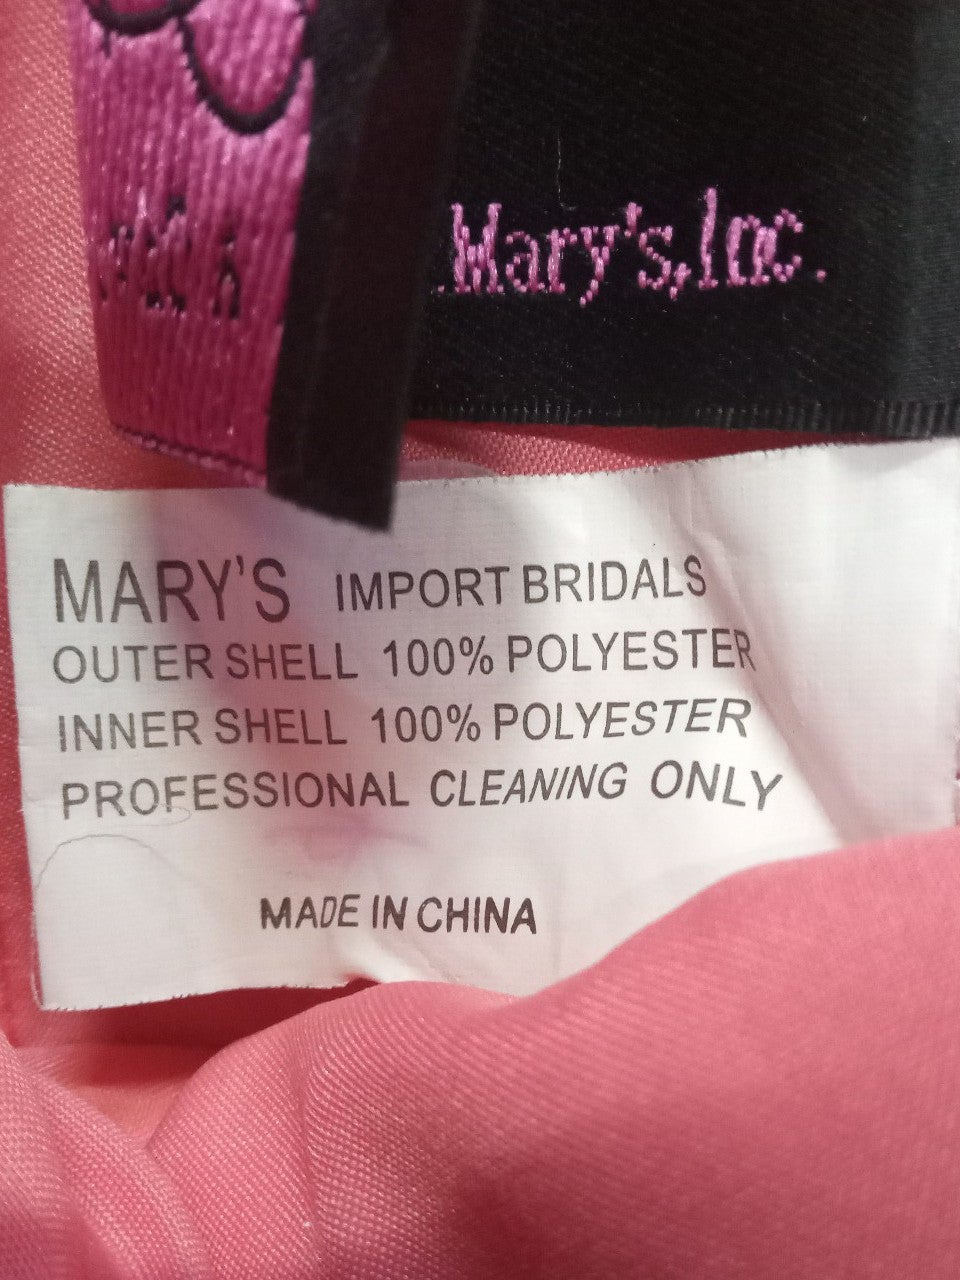 Mary's, Inc.
MARY'S IMPORT BRIDALS
OUTER SHELL 100% POLYESTER
INNER SHELL 100% POLYESTER
PROFESSIONAL CLEANING ONLY
MADE IN CHINA